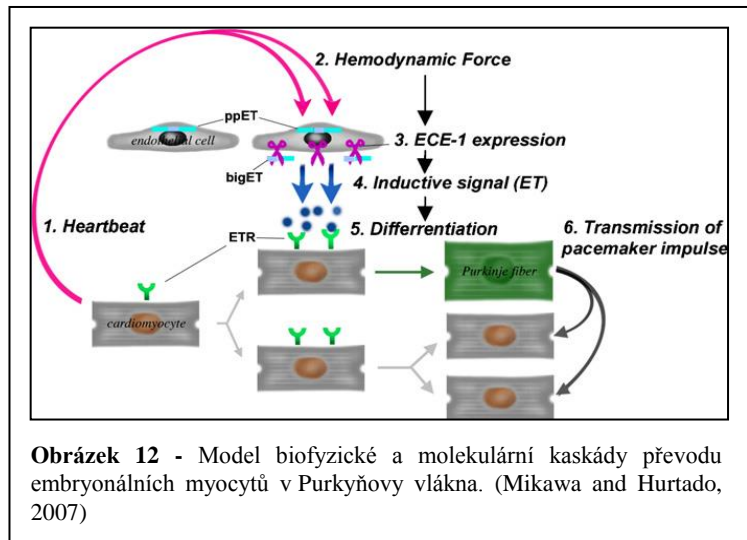 2. Hemodynamic Force
ppET
endothelial cell
3. ECE-1 expression
bigET
4. Inductive signal (ET)
1. Heartbeat
5. Differentiation
6. Transmission of
pacemaker impulse
ETR
Purkinje fiber
cardiomyocyte
Obrázek 12 - Model biofyzické a molekulární kaskády převodu
embryonálních myocytů v Purkyňovy vlákna. (Mikawa and Hurtado,
2007)